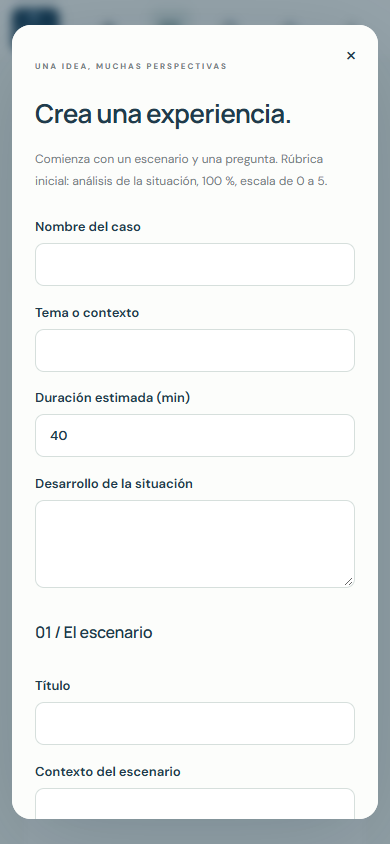 ×
UNA IDEA, MUCHAS PERSPECTIVAS
Crea una experiencia.
Comienza con un escenario y una pregunta. Rúbrica
inicial: análisis de la situación, 100 %, escala de 0 a 5.
Nombre del caso
Tema o contexto
Duración estimada (min)
40
Desarrollo de la situación
01 / El escenario
Título
Contexto del escenario